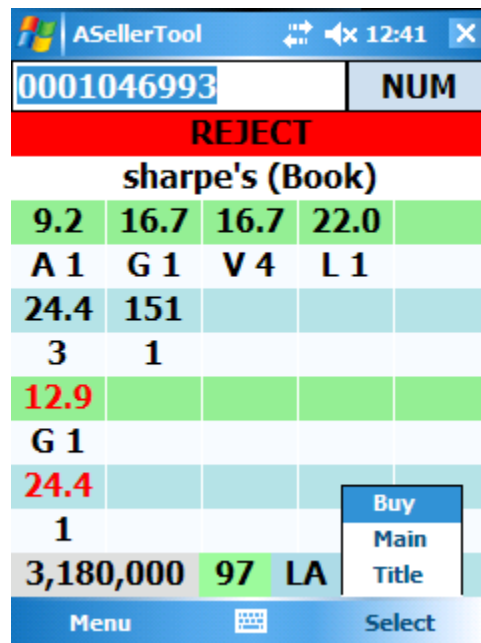 ASellerTool 12:41
0001046993 NUM
REJECT
sharpe's (Book)
9.2 16.7 16.7 22.0
A 1 G 1 V 4 L 1
24.4 151
3 1
12.9
G 1
24.4
Buy
1
Main
3,180,000 97 LA
Title
Menu Select